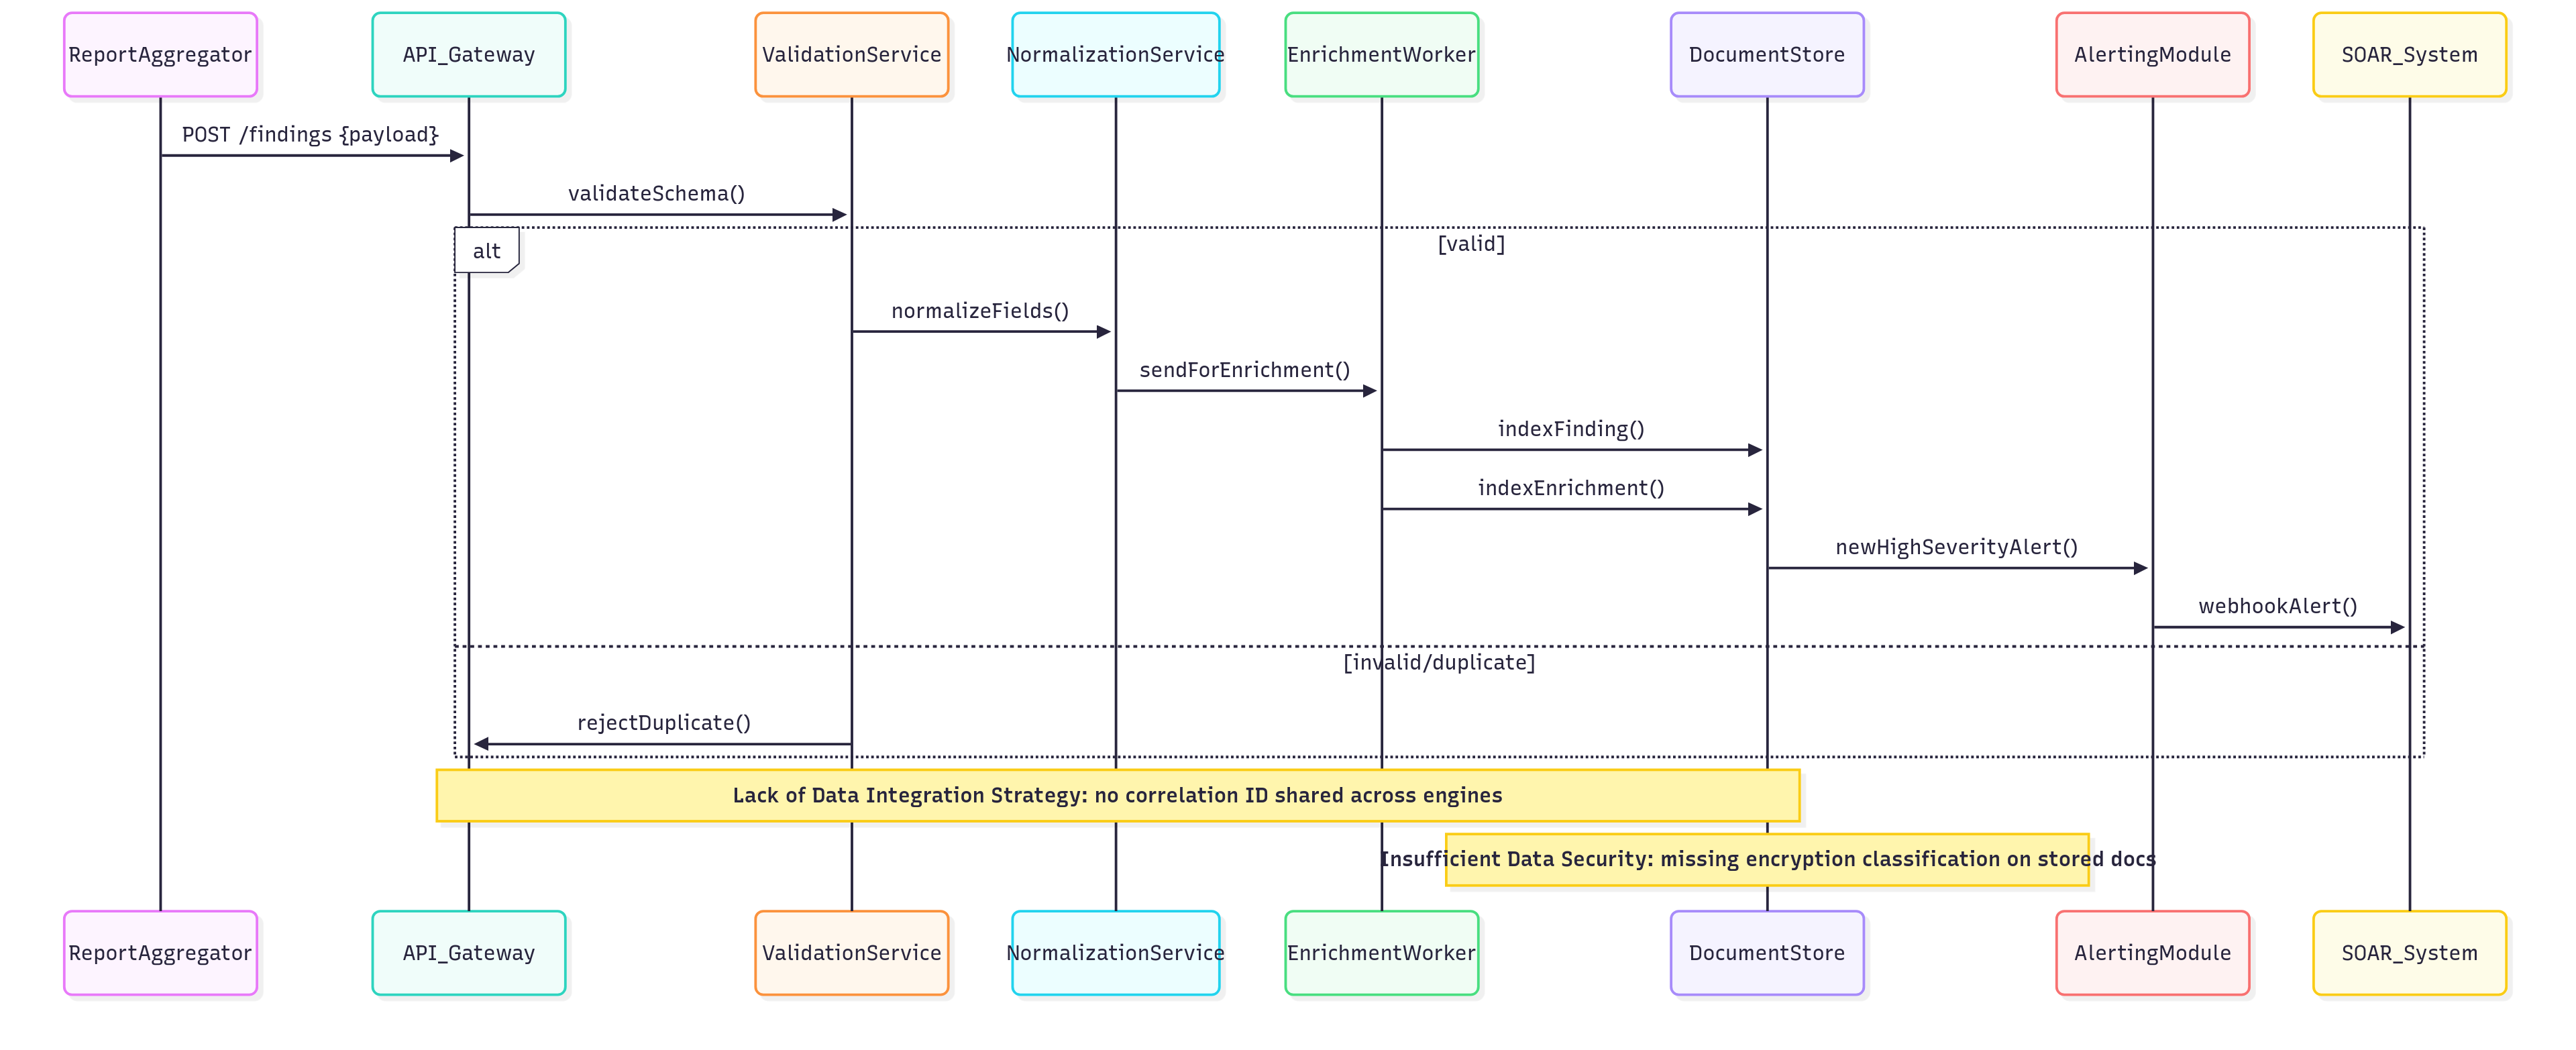 ReportAggregator
API_Gateway
ValidationService
NormalizationService
EnrichmentWorker
DocumentStore
AlertingModule
SOAR_System
POST /findings {payload}
validateSchema()
alt
[valid]
normalizeFields()
sendForEnrichment()
indexFinding()
indexEnrichment()
newHighSeverityAlert()
webhookAlert()
[invalid/duplicate]
rejectDuplicate()
Lack of Data Integration Strategy: no correlation ID shared across engines
Insufficient Data Security: missing encryption classification on stored docs
ReportAggregator
API_Gateway
ValidationService
NormalizationService
EnrichmentWorker
DocumentStore
AlertingModule
SOAR_System